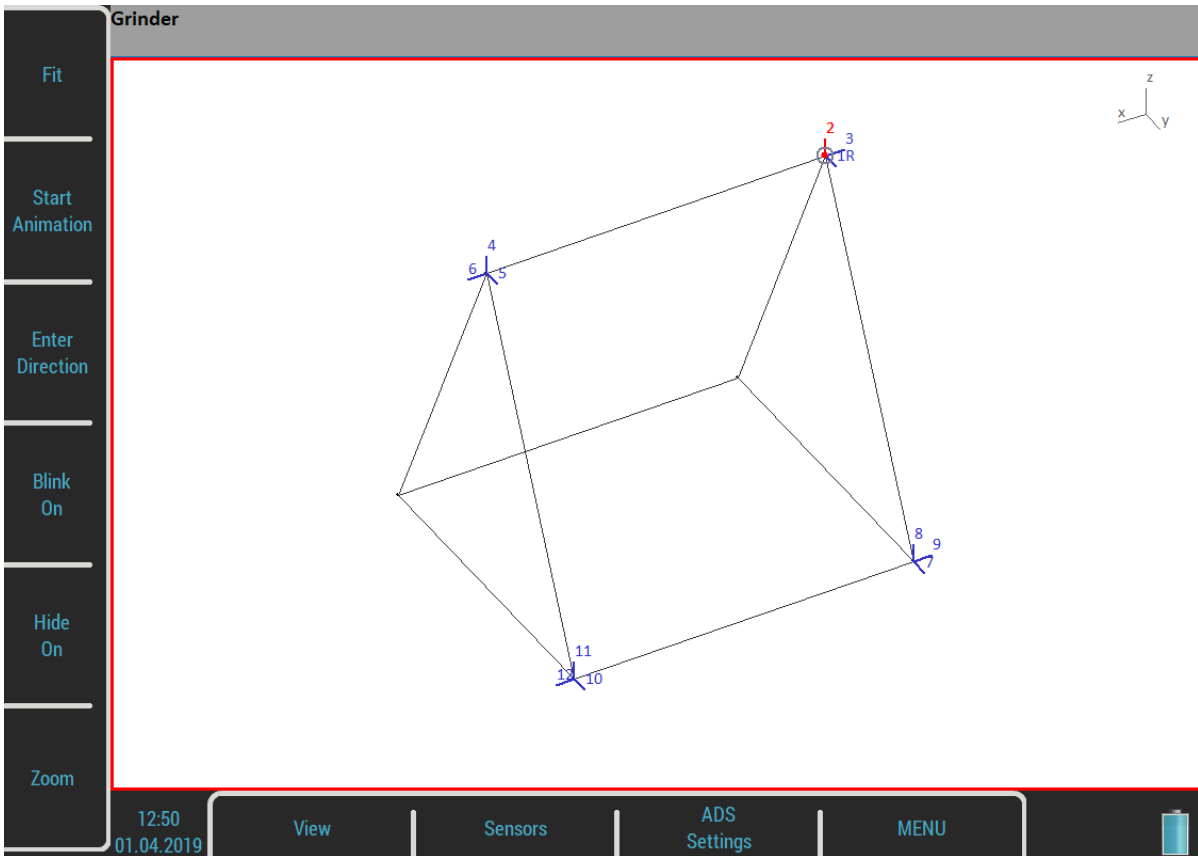 Grinder
Fit
Start
Animation
Enter
Direction
Blink
On
Hide
On
Zoom
z
x
y
2
3
1R
4
6
5
8
9
7
11
12
10
12:50
01.04.2019
View
Sensors
ADS
Settings
MENU